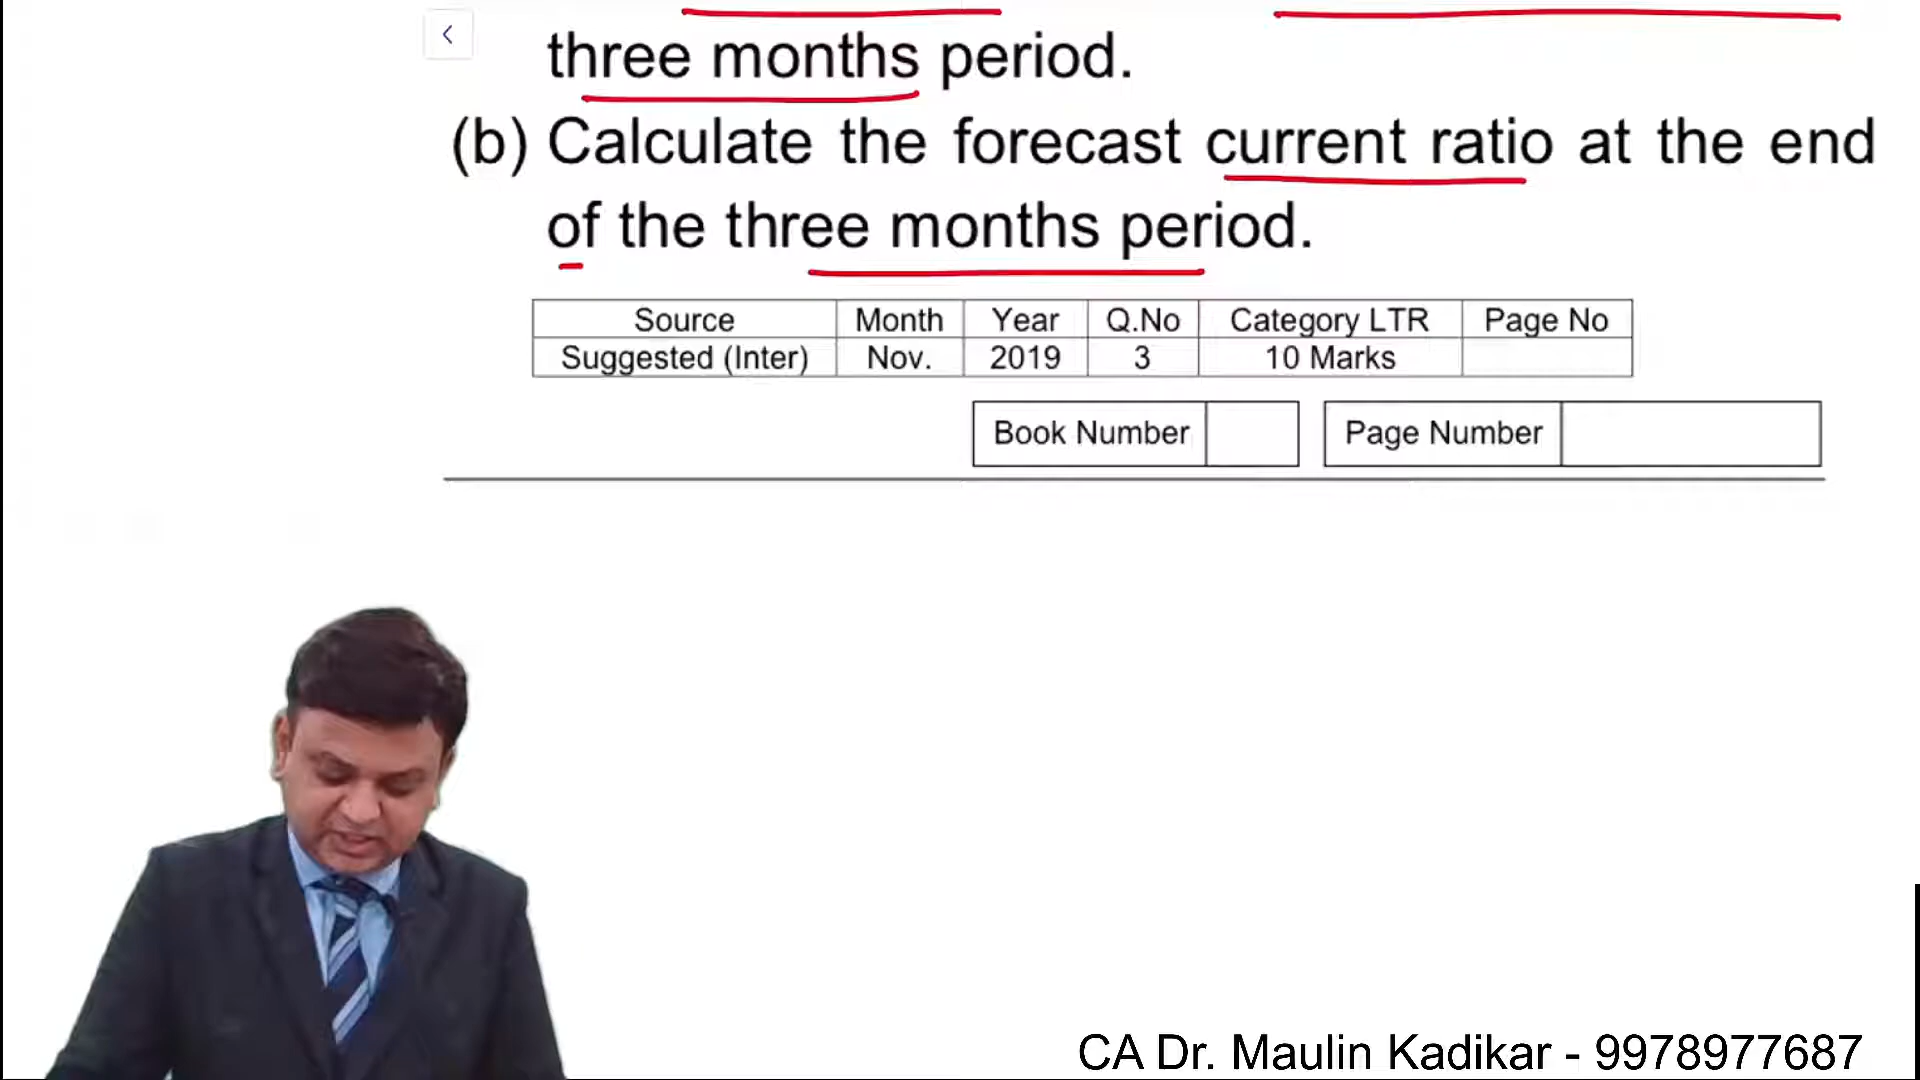 three months period.
(b) Calculate the forecast current ratio at the end
of the three months period.
Source Month Year Q.No Category LTR Page No
Suggested (Inter) Nov. 2019 3 10 Marks
Book Number Page Number
CA Dr. Maulin Kadikar - 9978977687